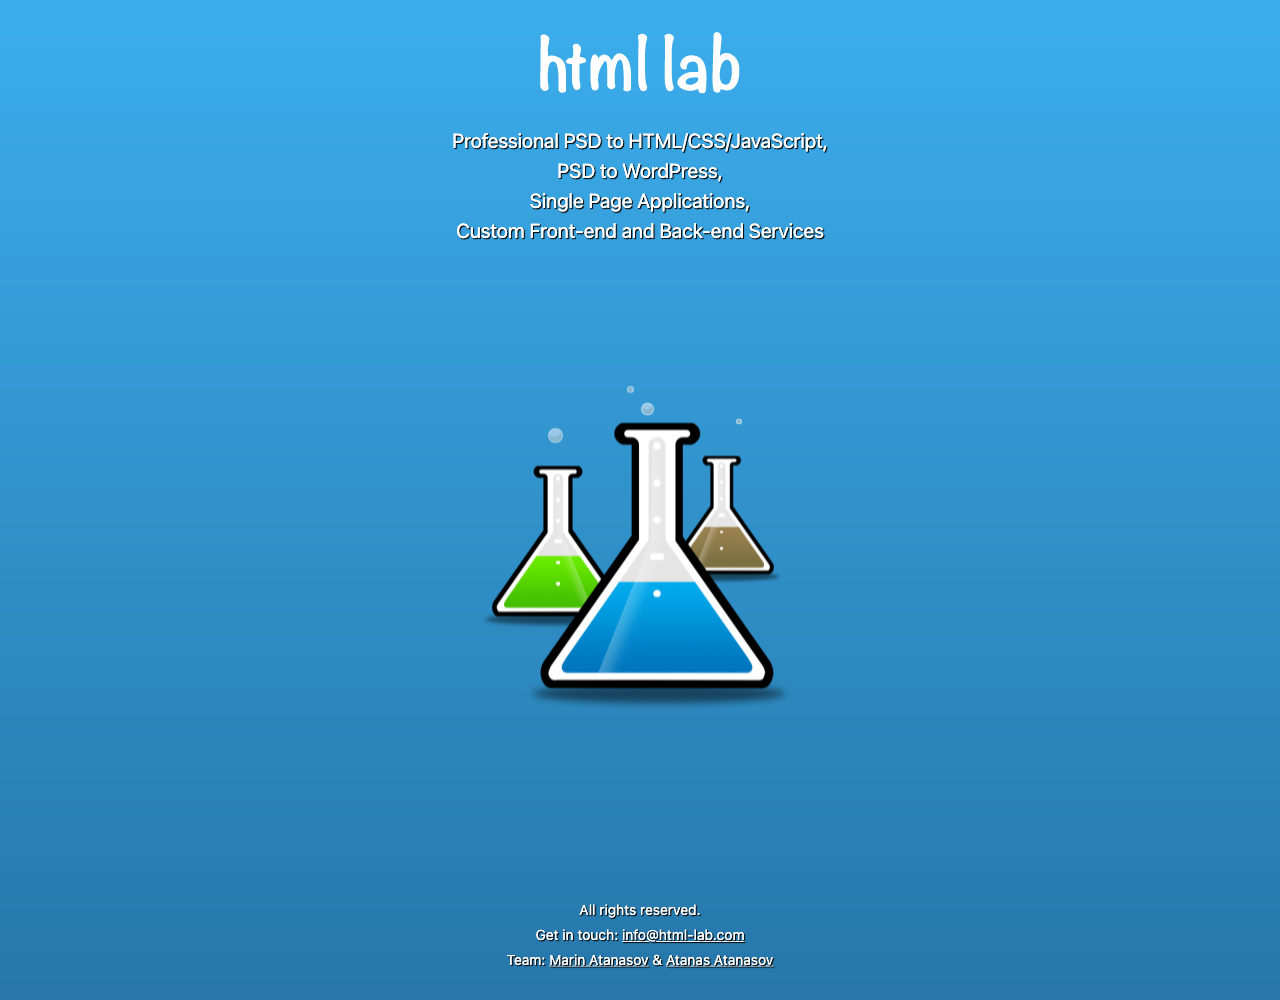 html lab
Professional PSD to HTML/CSS/JavaScript,
PSD to WordPress,
Single Page Applications,
Custom Front-end and Back-end Services
All rights reserved.
Get in touch: info@html-lab.com
Team: Marin Atanasov & Atanas Atanasov